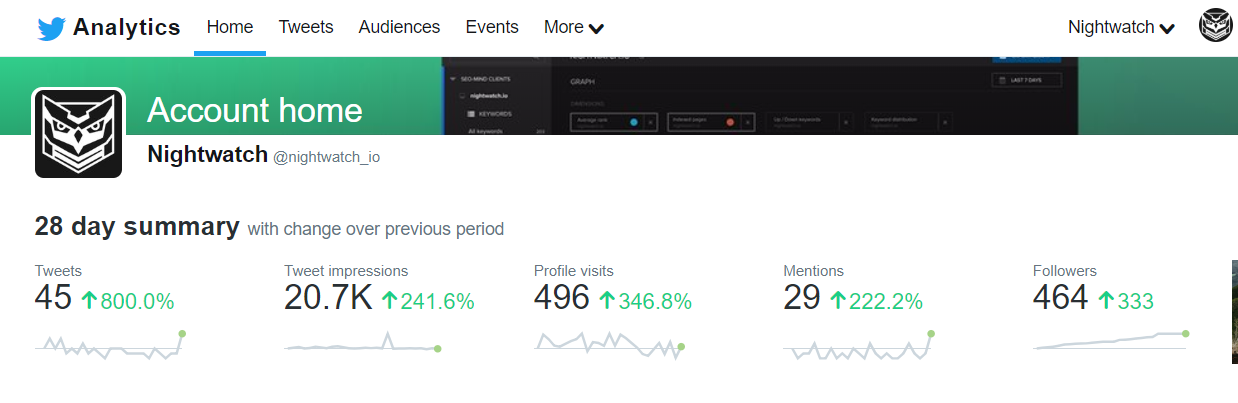 Analytics Home Tweets Audiences Events More Nightwatch
SEO-MIND CLIENTS
GRAPH
LAST 7 DAYS
nightwatch.io
DIMENSIONS
KEYWORDS
Average rank Indexed pages Up / Down keywords Keyword distribution
All keywords
Account home
Nightwatch @nightwatch_io
28 day summary with change over previous period
Tweets Tweet impressions Profile visits Mentions Followers
45 800.0% 20.7K 241.6% 496 346.8% 29 222.2% 464 333